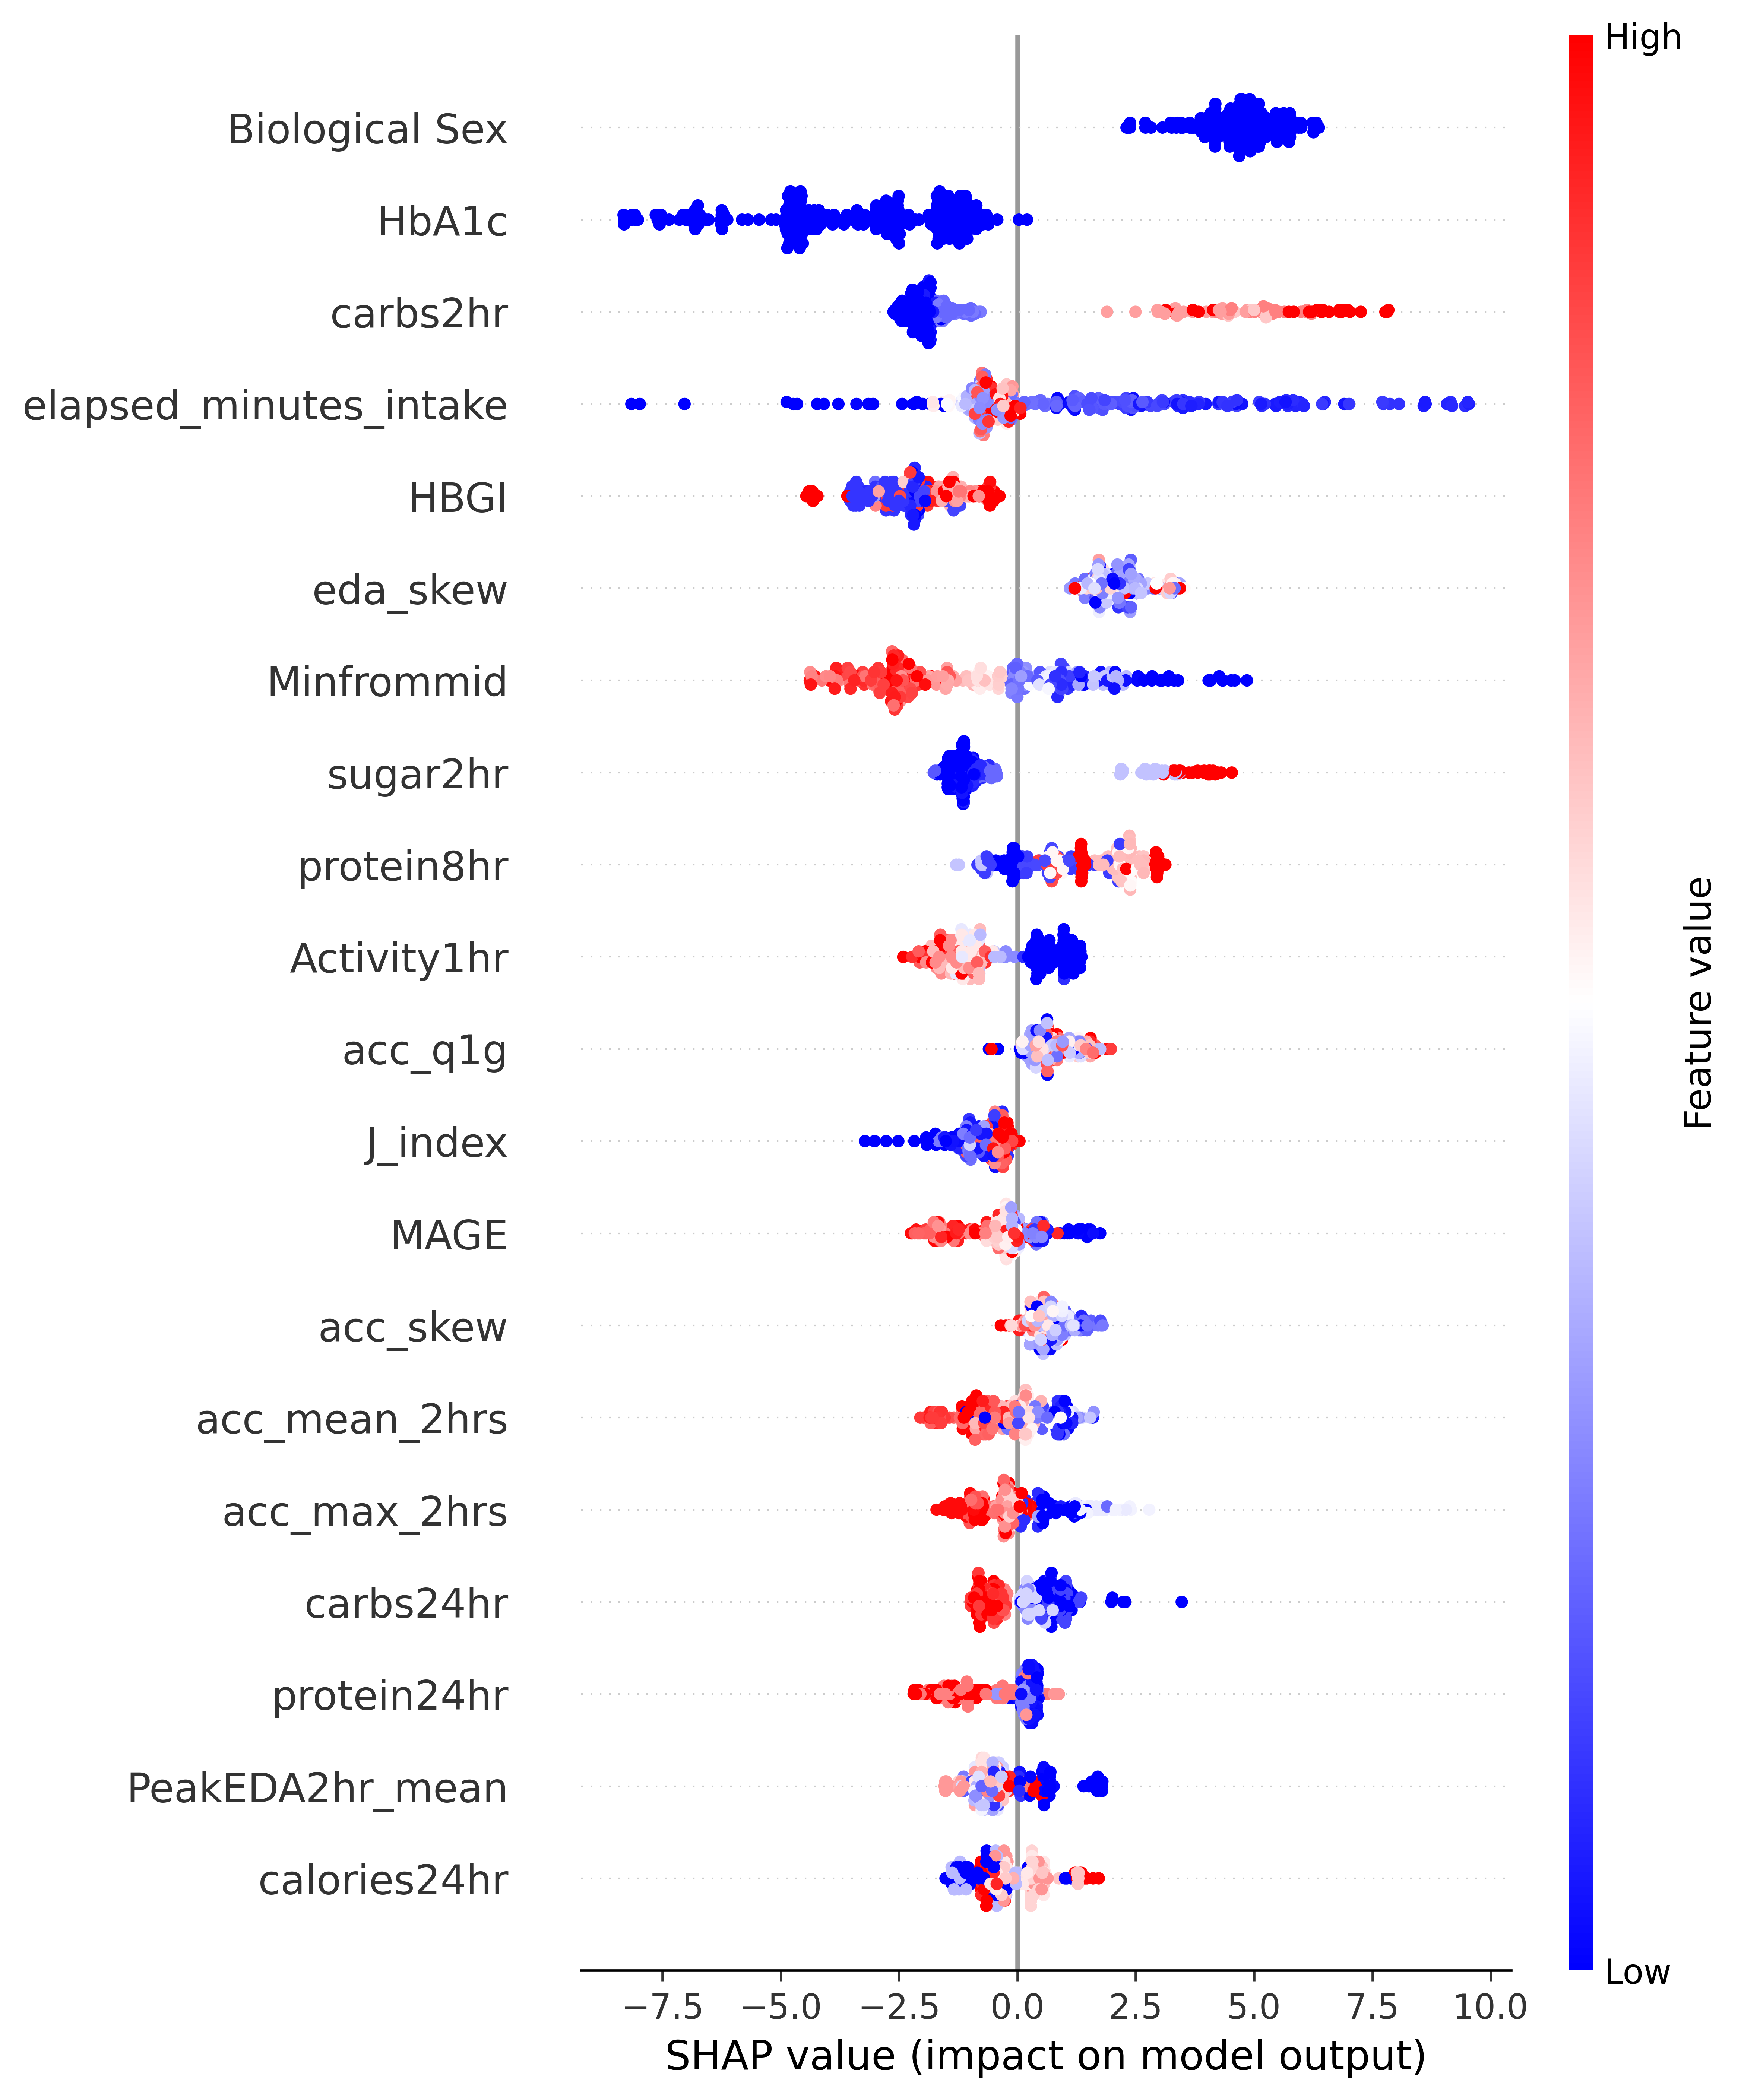 High
Biological Sex
HbA1c
carbs2hr
elapsed_minutes_intake
HBGI
eda_skew
Minfrommid
sugar2hr
protein8hr
Activity1hr
acc_q1g
J_index
MAGE
acc_skew
acc_mean_2hrs
acc_max_2hrs
carbs24hr
protein24hr
PeakEDA2hr_mean
calories24hr
Feature value
Low
−7.5 −5.0 −2.5 0.0 2.5 5.0 7.5 10.0
SHAP value (impact on model output)